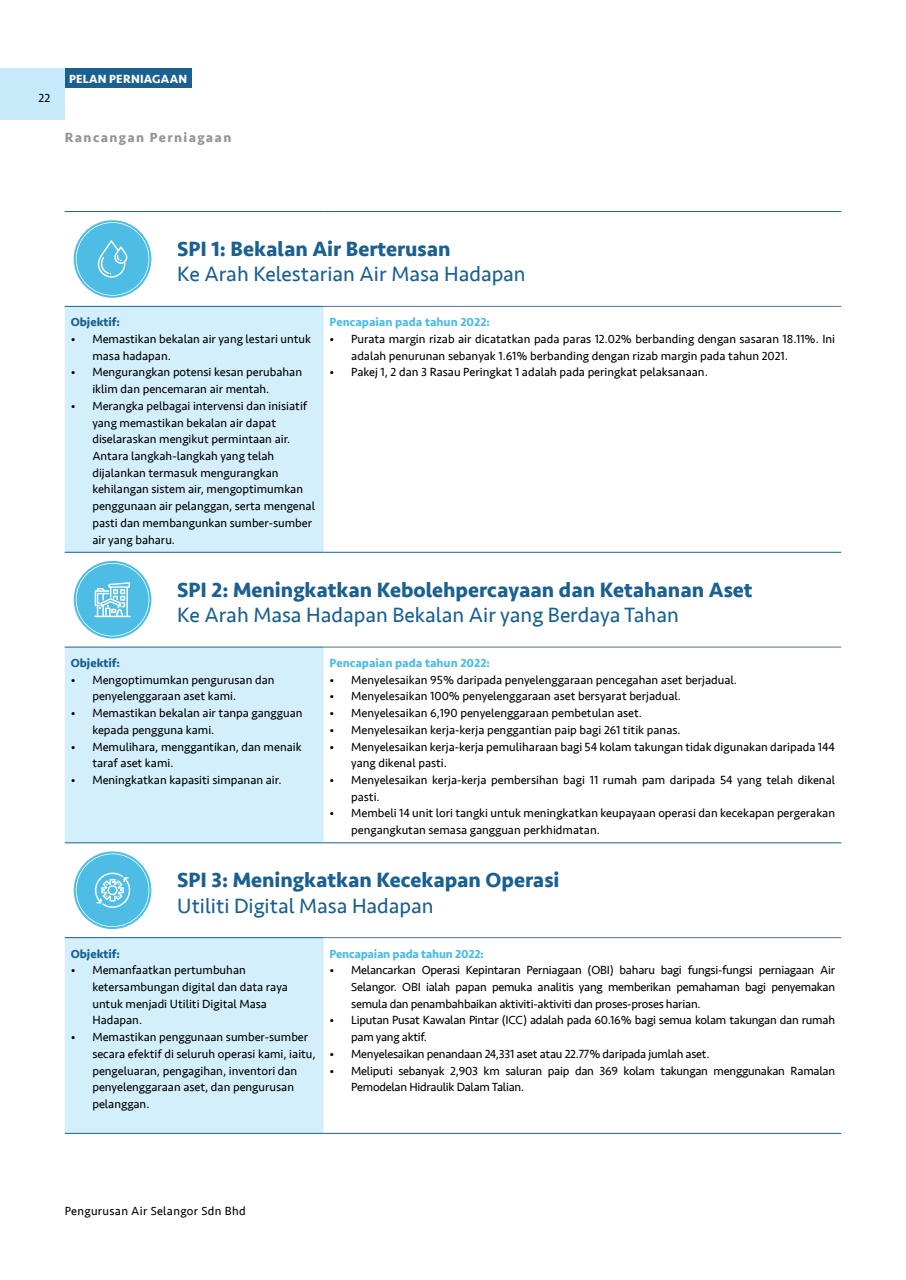 PELAN PERNIAGAAN
22
Rancangan Perniagaan
SPI 1: Bekalan Air Berterusan
Ke Arah Kelestarian Air Masa Hadapan
Objektif:
• Memastikan bekalan air yang lestari untuk
masa hadapan.
• Mengurangkan potensi kesan perubahan
iklim dan pencemaran air mentah.
• Merangka pelbagai intervensi dan inisiatif
yang memastikan bekalan air dapat
diselaraskan mengikut permintaan air.
Antara langkah-langkah yang telah
dijalankan termasuk mengurangkan
kehilangan sistem air, mengoptimumkan
penggunaan air pelanggan, serta mengenal
pasti dan membangunkan sumber-sumber
air yang baharu.
Pencapaian pada tahun 2022:
• Purata margin rizab air dicatatkan pada paras 12.02% berbanding dengan sasaran 18.11%. Ini
adalah penurunan sebanyak 1.61% berbanding dengan rizab margin pada tahun 2021.
• Pakej 1, 2 dan 3 Rasau Peringkat 1 adalah pada peringkat pelaksanaan.
SPI 2: Meningkatkan Kebolehpercayaan dan Ketahanan Aset
Ke Arah Masa Hadapan Bekalan Air yang Berdaya Tahan
Objektif:
• Mengoptimumkan pengurusan dan
penyelenggaraan aset kami.
• Memastikan bekalan air tanpa gangguan
kepada pengguna kami.
• Memulihara, menggantikan, dan menaik
taraf aset kami.
• Meningkatkan kapasiti simpanan air.
Pencapaian pada tahun 2022:
• Menyelesaikan 95% daripada penyelenggaraan pencegahan aset berjadual.
• Menyelesaikan 100% penyelenggaraan aset bersyarat berjadual.
• Menyelesaikan 6,190 penyelenggaraan pembetulan aset.
• Menyelesaikan kerja-kerja penggantian paip bagi 261 titik panas.
• Menyelesaikan kerja-kerja pemuliharaan bagi 54 kolam takungan tidak digunakan daripada 144
yang dikenal pasti.
• Menyelesaikan kerja-kerja pembersihan bagi 11 rumah pam daripada 54 yang telah dikenal
pasti.
• Membeli 14 unit lori tangki untuk meningkatkan keupayaan operasi dan kecekapan pergerakan
pengangkutan semasa gangguan perkhidmatan.
SPI 3: Meningkatkan Kecekapan Operasi
Utiliti Digital Masa Hadapan
Objektif:
• Memanfaatkan pertumbuhan
ketersambungan digital dan data raya
untuk menjadi Utiliti Digital Masa
Hadapan.
• Memastikan penggunaan sumber-sumber
secara efektif di seluruh operasi kami, iaitu,
pengeluaran, pengagihan, inventori dan
penyelenggaraan aset, dan pengurusan
pelanggan.
Pencapaian pada tahun 2022:
• Melancarkan Operasi Kepintaran Perniagaan (OBI) baharu bagi fungsi-fungsi perniagaan Air
Selangor. OBI ialah papan pemuka analitis yang memberikan pemahaman bagi penyemakan
semula dan penambahbaikan aktiviti-aktiviti dan proses-proses harian.
• Liputan Pusat Kawalan Pintar (ICC) adalah pada 60.16% bagi semua kolam takungan dan rumah
pam yang aktif.
• Menyelesaikan penandaan 24,331 aset atau 22.77% daripada jumlah aset.
• Meliputi sebanyak 2,903 km saluran paip dan 369 kolam takungan menggunakan Ramalan
Pemodelan Hidraulik Dalam Talian.
Pengurusan Air Selangor Sdn Bhd